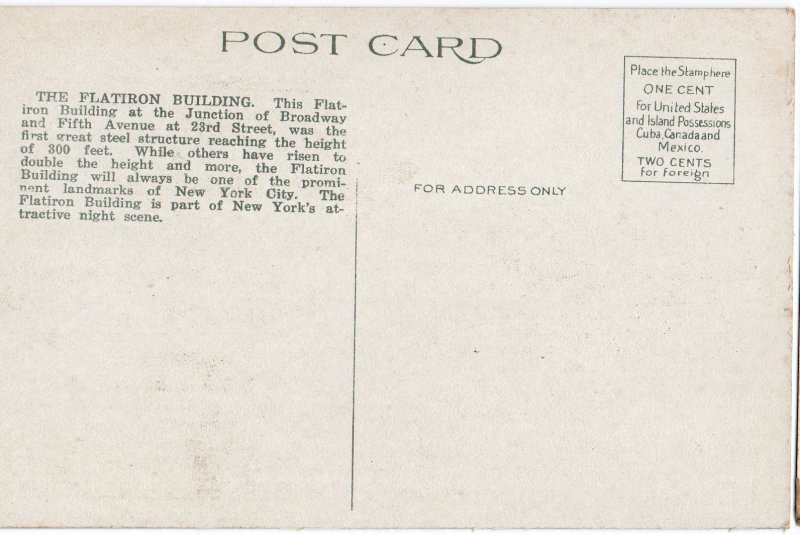 POST CARD
THE FLATIRON BUILDING. This Flat-
iron Building at the Junction of Broadway
and Fifth Avenue at 23rd Street, was the
first great steel structure reaching the height
of 300 feet. While others have risen to
double the height and more, the Flatiron
Building will always be one of the promi-
nent landmarks of New York City. The
Flatiron Building is part of New York's at-
tractive night scene.
Place the Stamp here
ONE CENT
for United States
and Island Possessions
Cuba, Canada and
Mexico.
TWO CENTS
for foreign
FOR ADDRESS ONLY